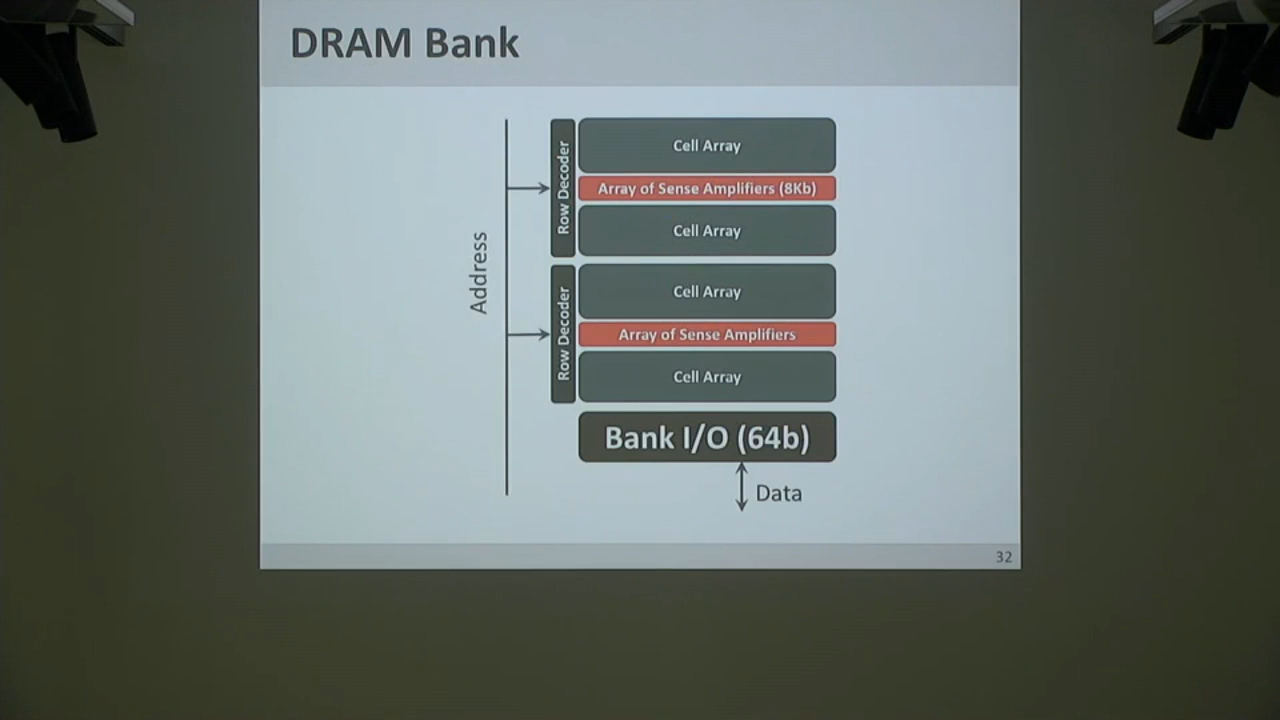 DRAM Bank
Address
Row Decoder
Cell Array
Array of Sense Amplifiers (8Kb)
Cell Array
Row Decoder
Cell Array
Array of Sense Amplifiers
Cell Array
Bank I/O (64b)
Data
32